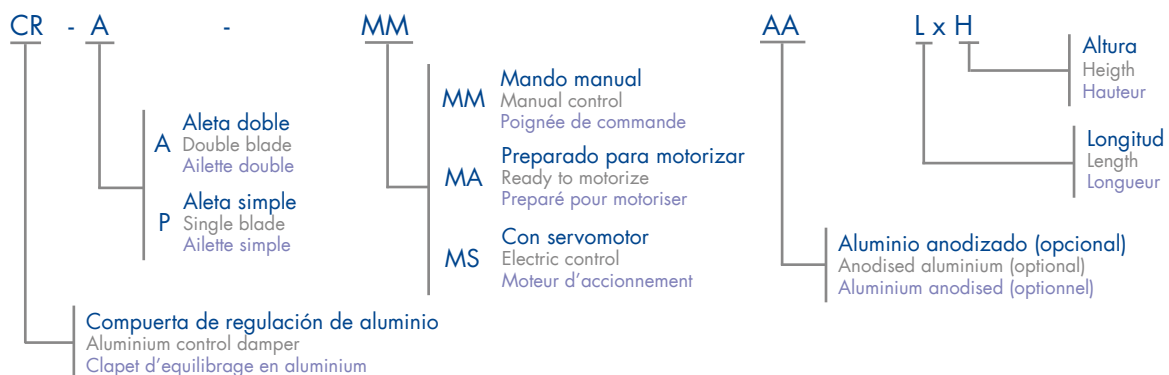 CR - A - MM AA L x H
Altura
Heigth
Hauteur
Longitud
Length
Longueur
A
Aleta doble
Double blade
Ailette double
P
Aleta simple
Single blade
Ailette simple
MM
Mando manual
Manual control
Poignée de commande
MA
Preparado para motorizar
Ready to motorize
Preparé pour motoriser
MS
Con servomotor
Electric control
Moteur d’accionnement
Aluminio anodizado (opcional)
Anodised aluminium (optional)
Aluminium anodised (optionnel)
Compuerta de regulación de aluminio
Aluminium control damper
Clapet d’equilibrage en aluminium